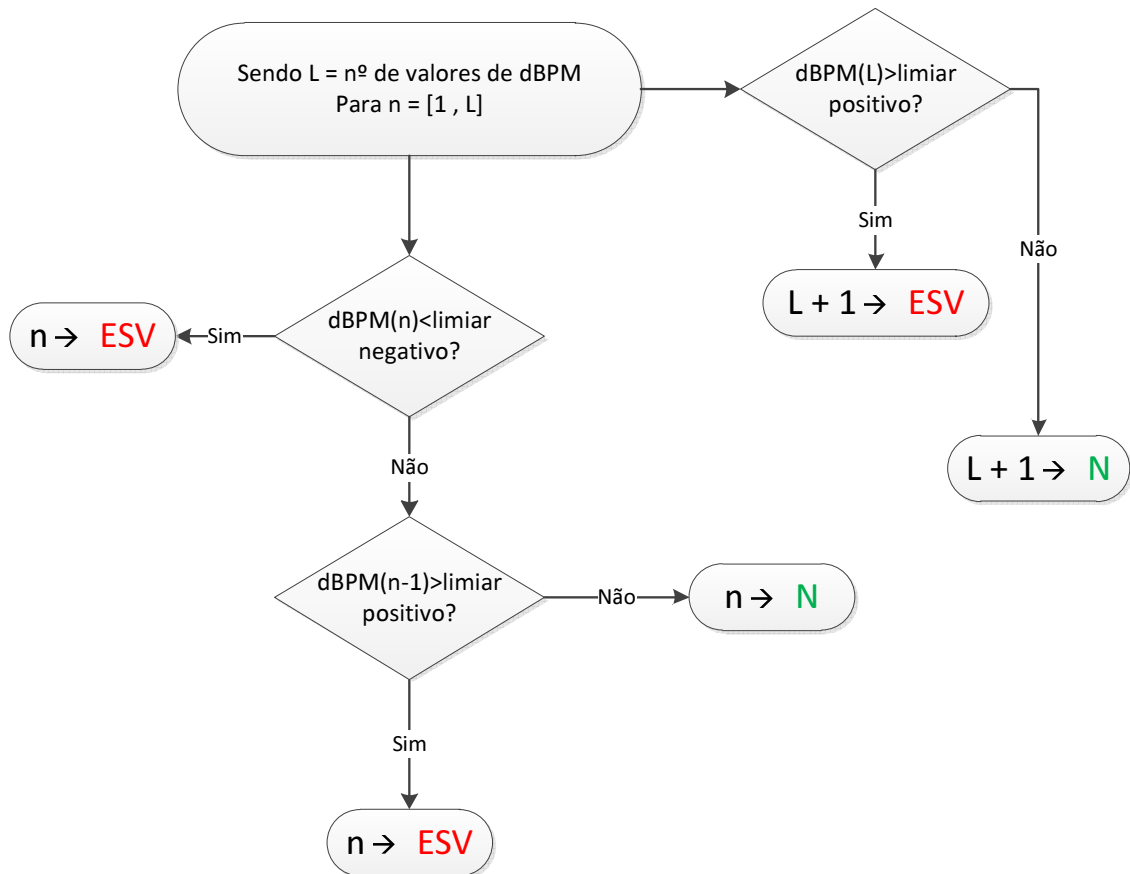 Sendo L = nº de valores de dBPM
Para n = [1 , L]
dBPM(L)>limiar
positivo?
Sim
Não
L + 1 → ESV
L + 1 → N
dBPM(n)<limiar
negativo?
Sim
n → ESV
Não
dBPM(n-1)>limiar
positivo?
Não
n → N
Sim
n → ESV